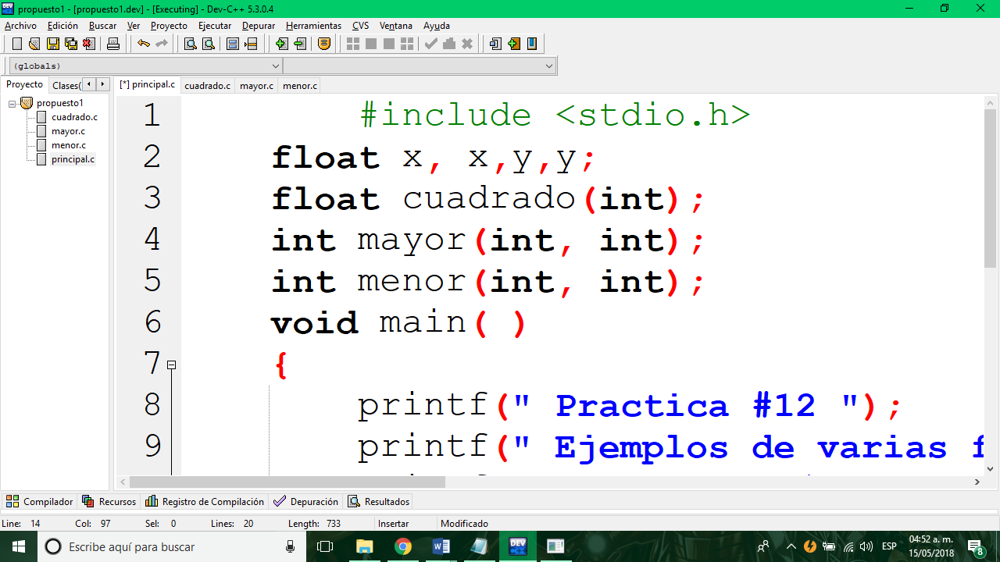 propuesto1 - [propuesto1.dev] - [Executing] - Dev-C++ 5.3.0.4
Archivo Edición Buscar Ver Proyecto Ejecutar Depurar Herramientas CVS Ventana Ayuda
(globals)
Proyecto Clases( [*] principal.c cuadrado.c mayor.c menor.c
propuesto1
cuadrado.c
mayor.c
menor.c
principal.c
1 #include <stdio.h>
2 float x, x,y,y;
3 float cuadrado(int);
4 int mayor(int, int);
5 int menor(int, int);
6 void main( )
7 {
8 printf(" Practica #12 ");
9 printf(" Ejemplos de varias f
Compilador Recursos Registro de Compilación Depuración Resultados
Line: 14 Col: 97 Sel: 0 Lines: 20 Length: 733 Insertar Modificado
Escribe aquí para buscar
DEV
ESP
04:52 a. m.
15/05/2018
8